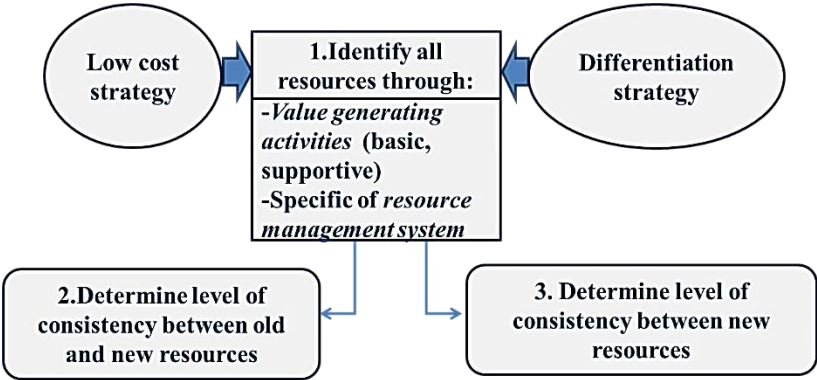 Low cost
strategy
1.Identify all
resources through:
-Value generating
activities (basic,
supportive)
-Specific of resource
management system
Differentiation
strategy
2.Determine level of
consistency between old
and new resources
3. Determine level of
consistency between new
resources